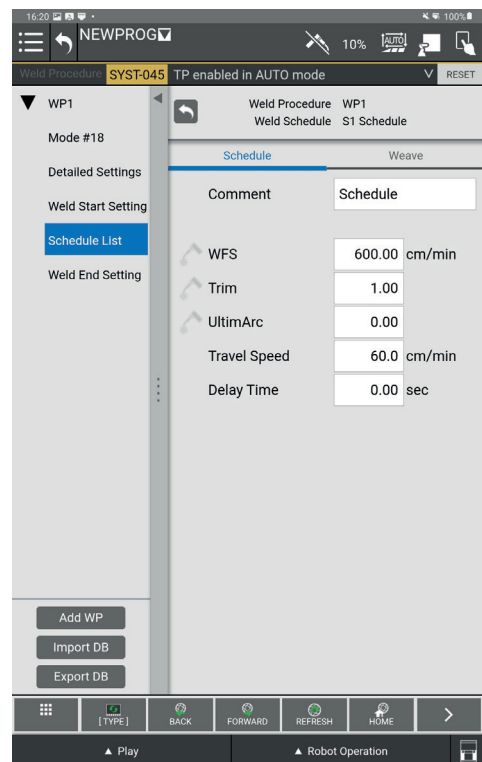 16:20 100%
NEWPROG 10% AUTO
Weld Procedure SYST-045 TP enabled in AUTO mode RESET
WP1
Mode #18
Detailed Settings
Weld Start Setting
Schedule List
Weld End Setting
Add WP
Import DB
Export DB
Weld Procedure WP1
Weld Schedule S1 Schedule
Schedule Weave
Comment Schedule
WFS 600.00 cm/min
Trim 1.00
UltimArc 0.00
Travel Speed 60.0 cm/min
Delay Time 0.00 sec
[ TYPE ] BACK FORWARD REFRESH HOME
▲ Play ▲ Robot Operation